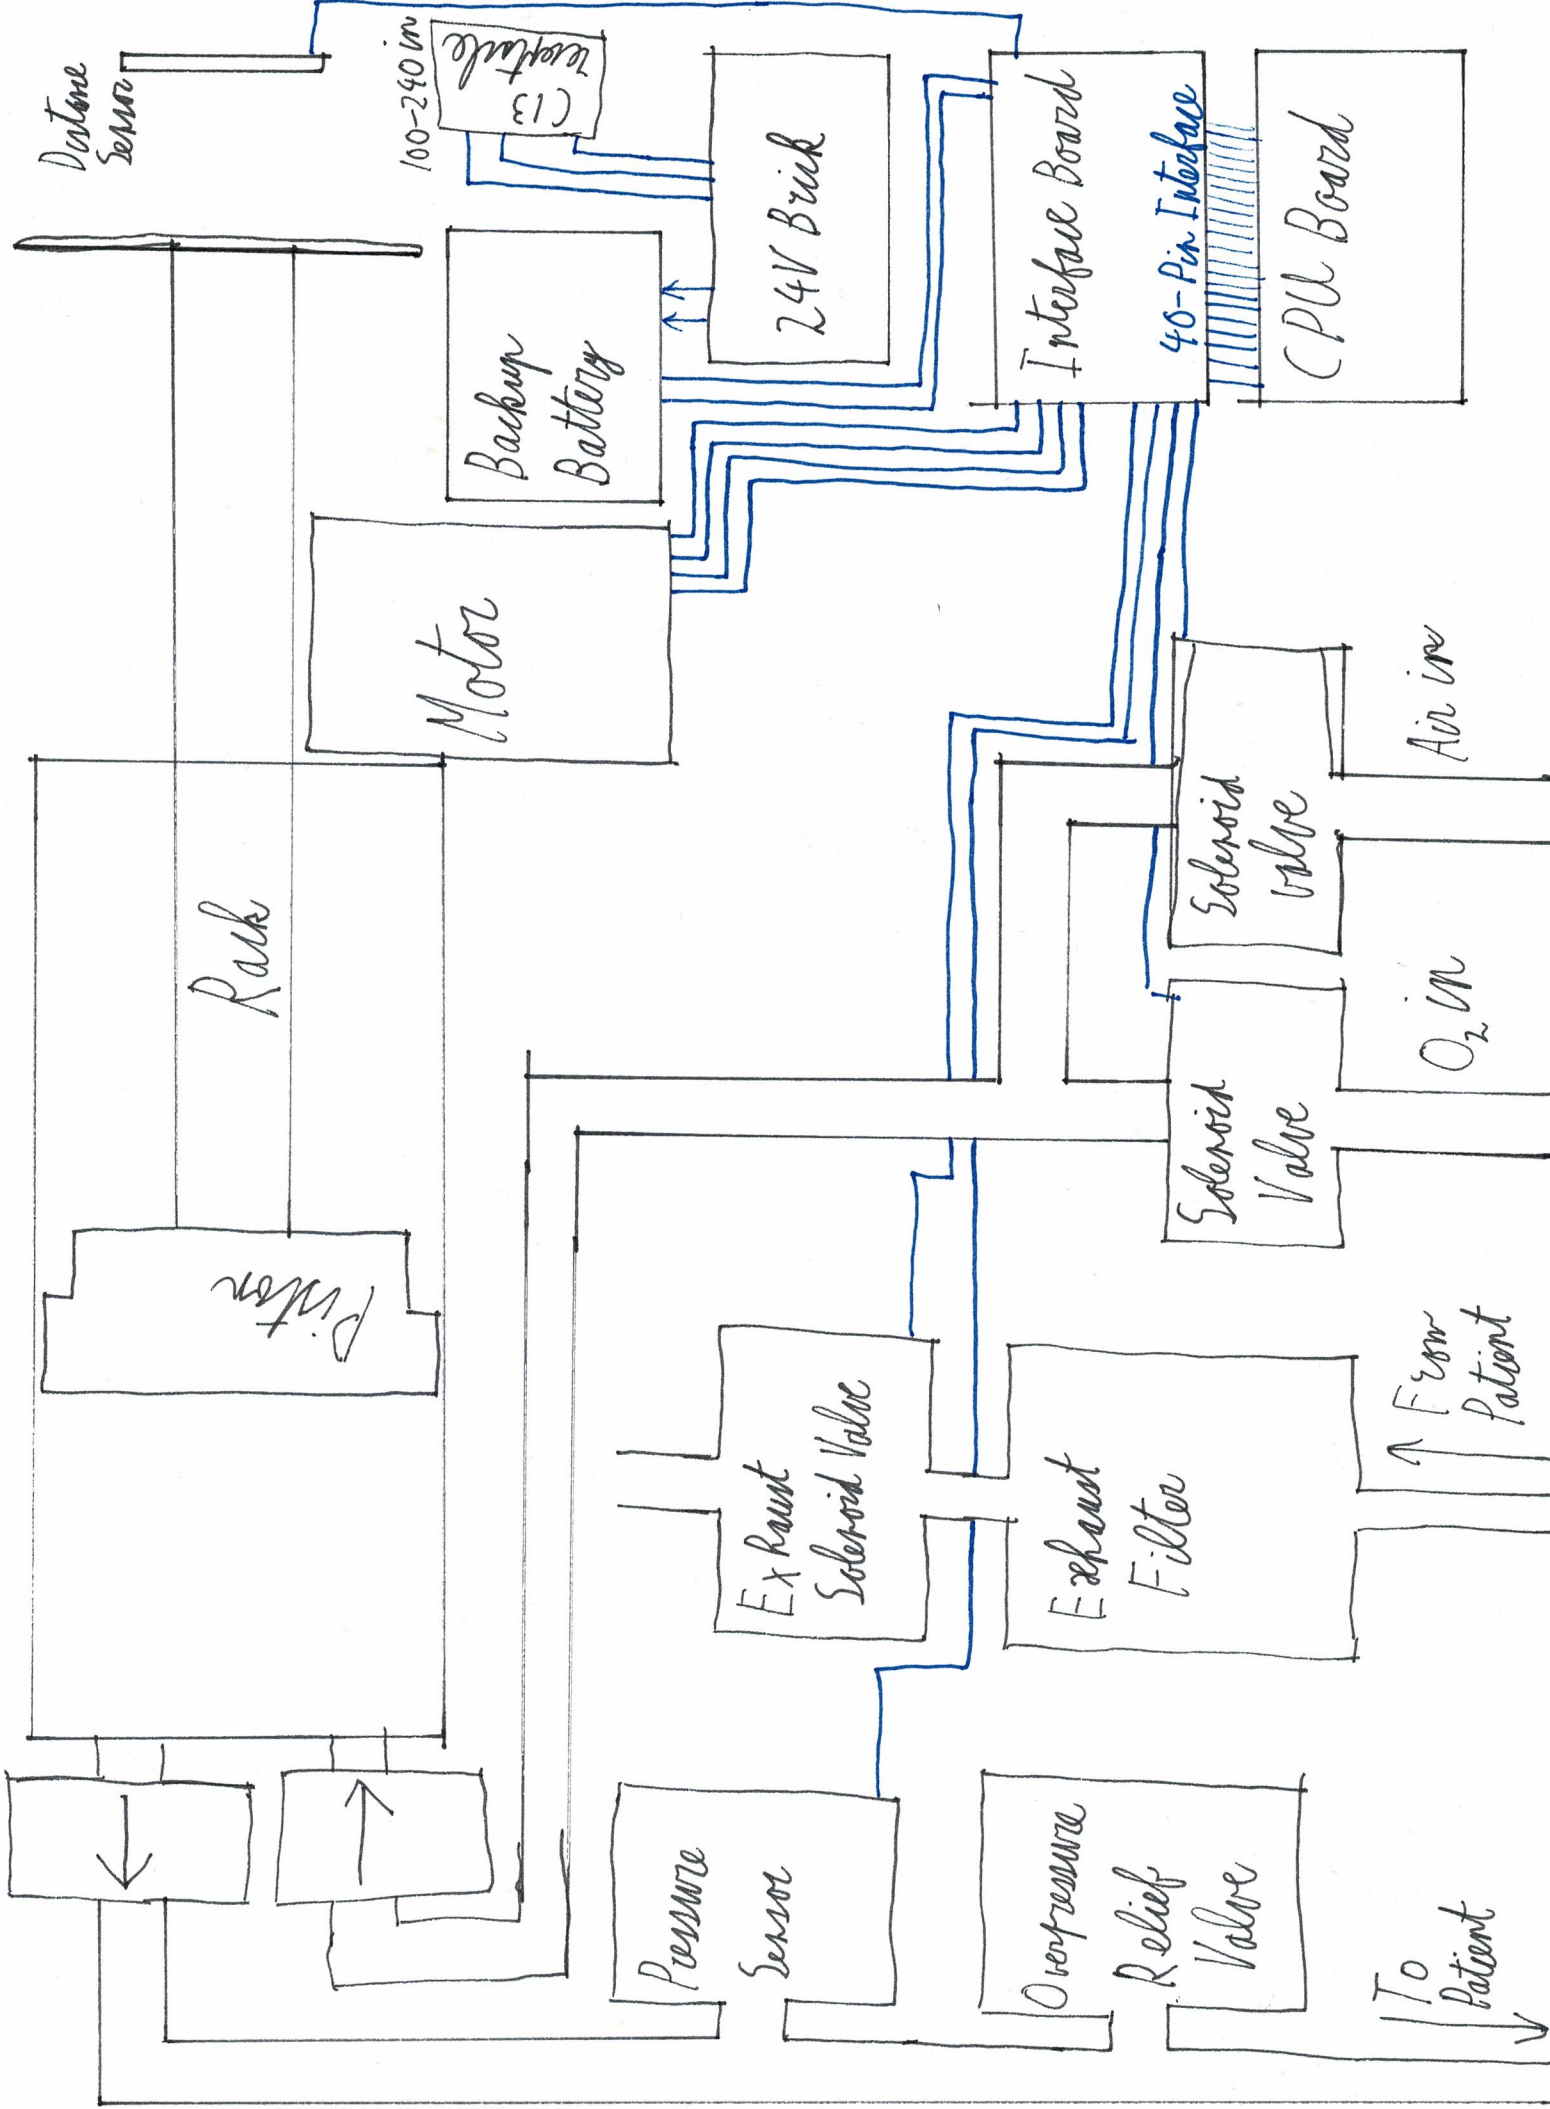 Piston
Rack
Distance
Sensor
Motor
100-240 in
C13
receptacle
Backup
Battery
24V Brick
Pressure
Sensor
Exhaust
Solenoid Valve
Overpressure
Relief
Valve
Exhaust
Filter
Solenoid
Valve
Solenoid
Valve
Interface Board
40-Pin Interface
CPU Board
To
Patient
From
Patient
O₂ in
Air in